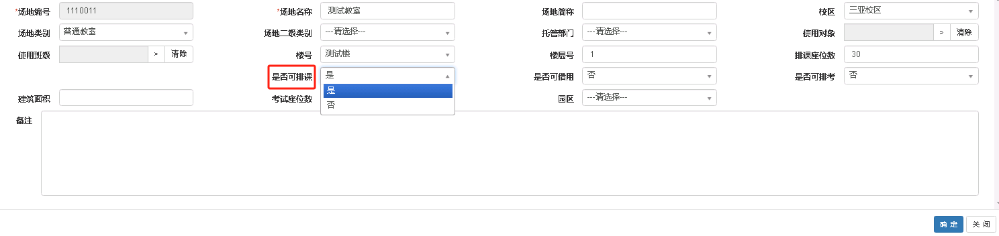 *场地编号 1110011 *场地名称 测试教室 场地简称 校区 三亚校区
场地类别 普通教室 场地二级类别 ---请选择--- 托管部门 ---请选择--- 使用对象 > 清除
使用班级 > 清除 楼号 测试楼 楼层号 1 排课座位数 30
是否可排课 是 是否可借用 否 是否可排考 否
是
建筑面积 考试座位数 园区 ---请选择---
否
备注
确 定 关 闭